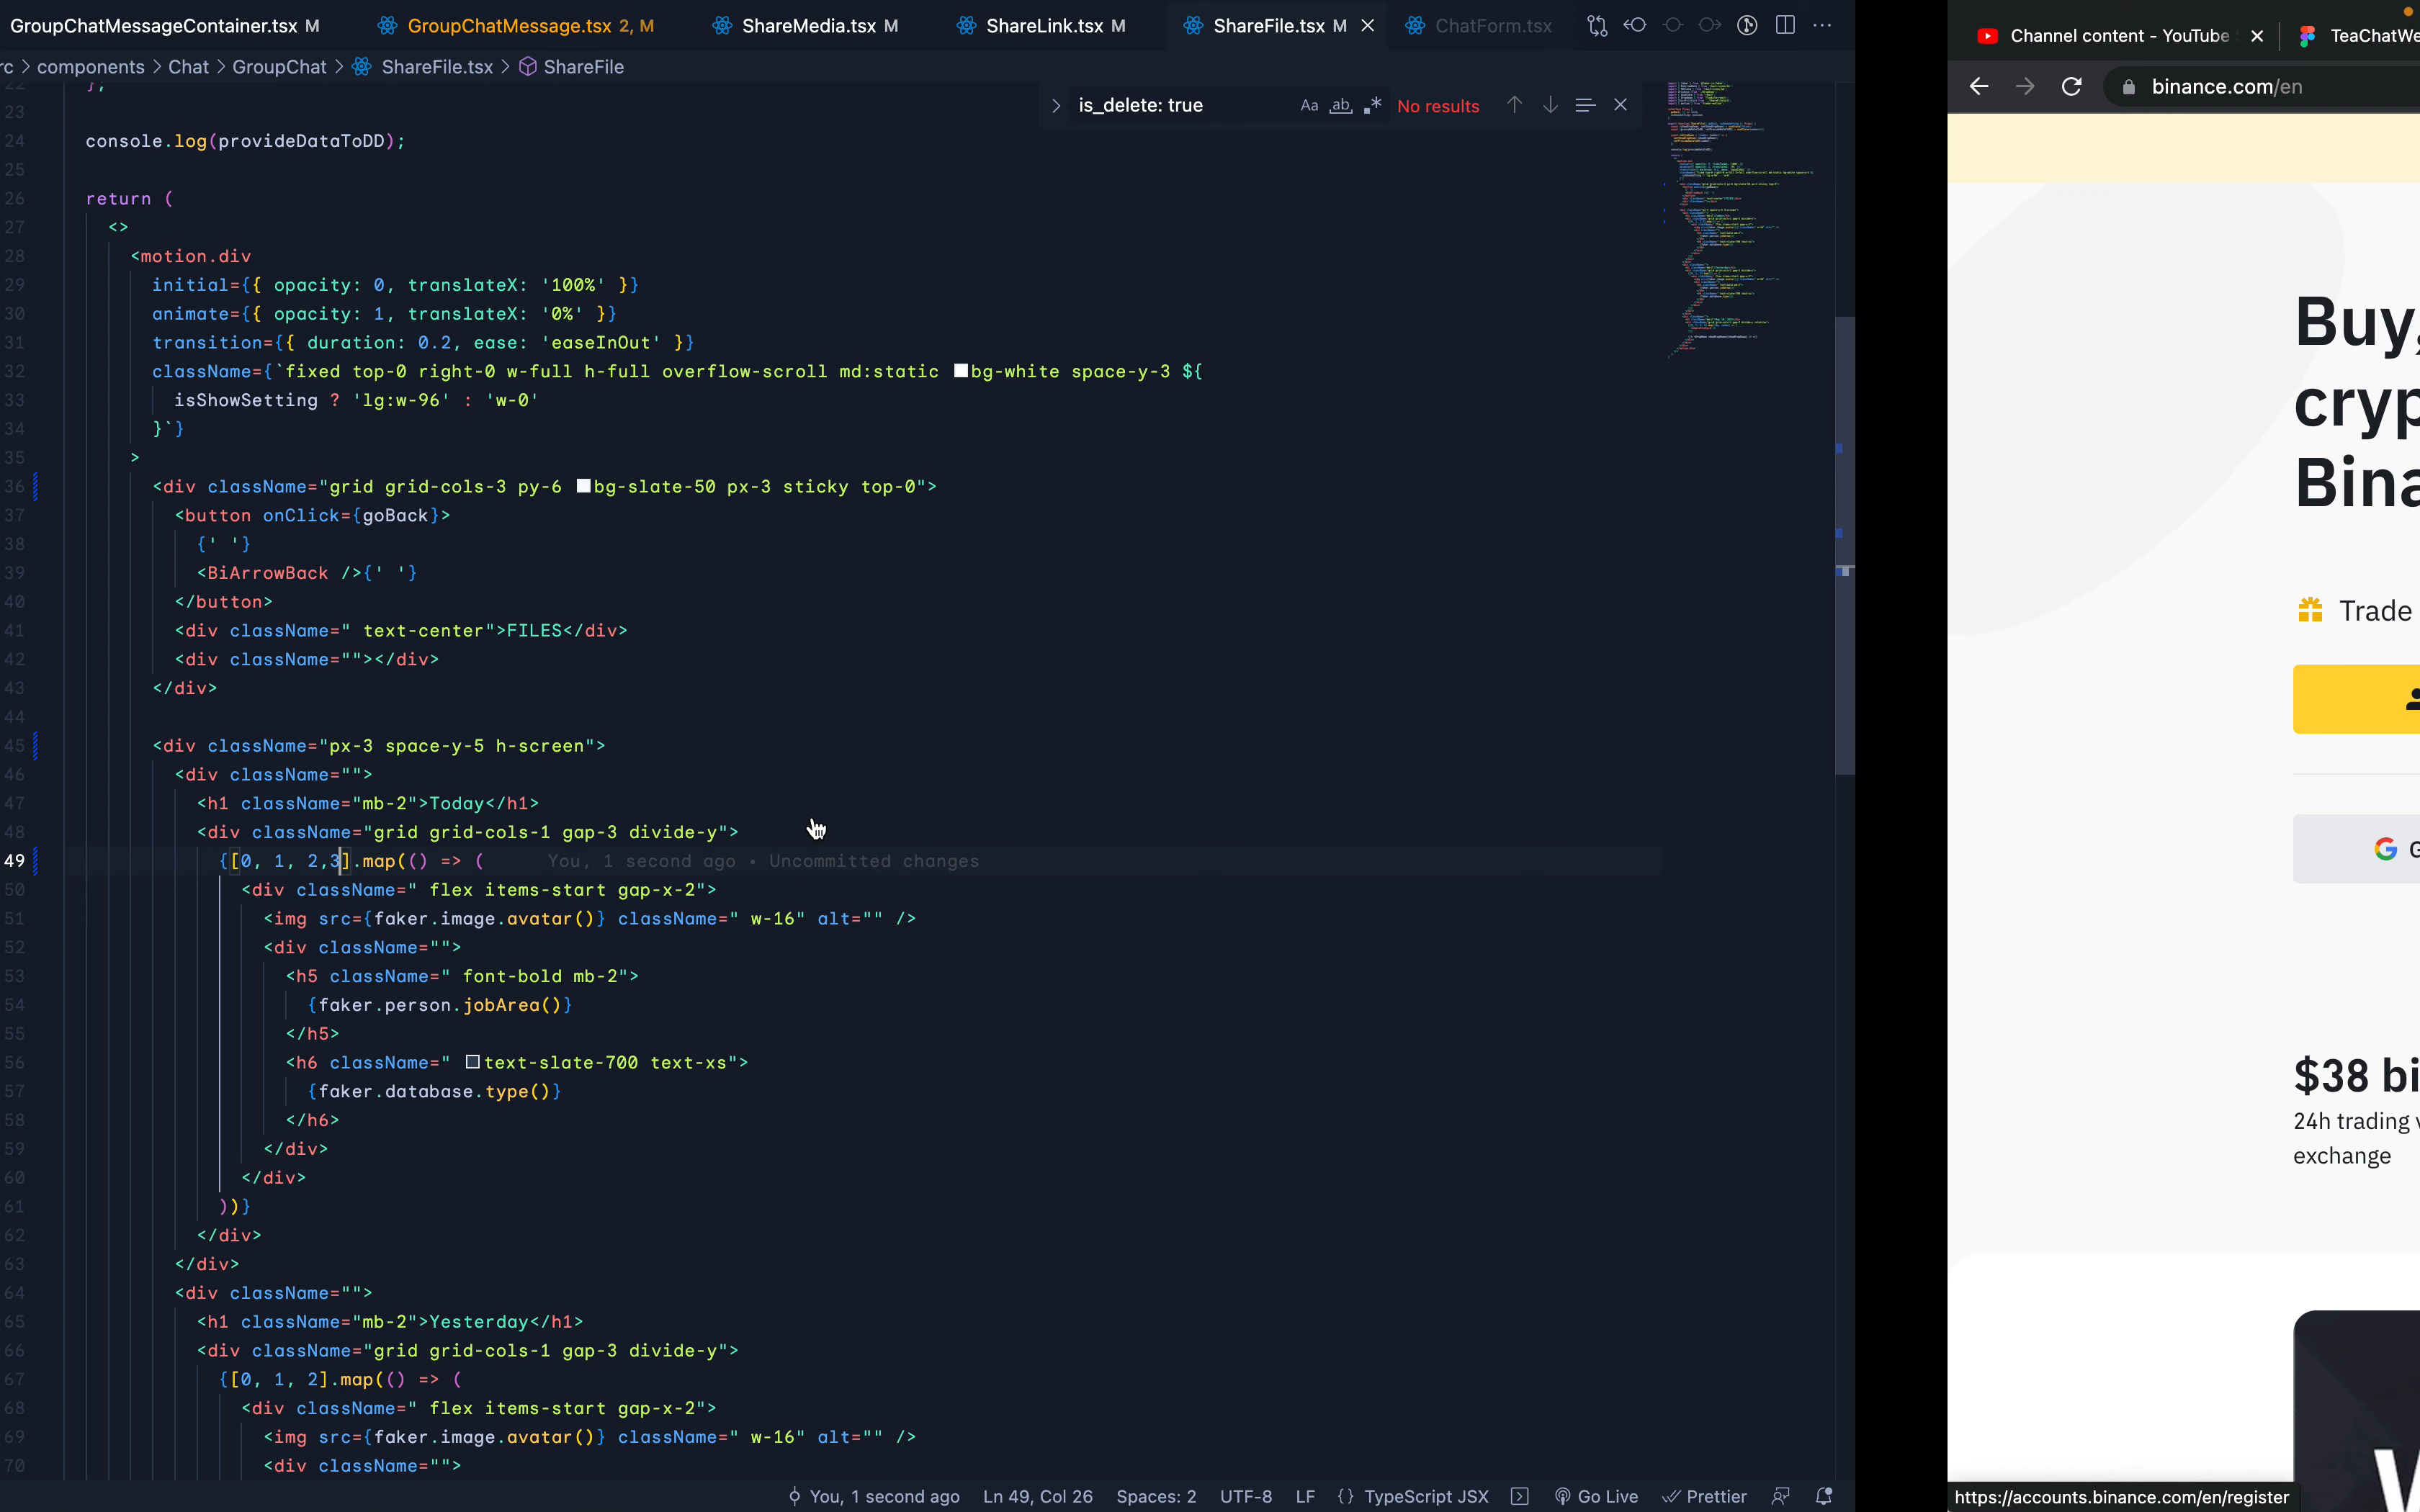 GroupChatMessageContainer.tsx M
GroupChatMessage.tsx 2, M
ShareMedia.tsx M
ShareLink.tsx M
ShareFile.tsx M
ChatForm.tsx
rc > components > Chat > GroupChat > ShareFile.tsx > ShareFile
is_delete: true
Aa ab .* No results
22 };
23
24 console.log(provideDataToDD);
25
26 return (
27 <>
28 <motion.div
29 initial={{ opacity: 0, translateX: '100%' }}
30 animate={{ opacity: 1, translateX: '0%' }}
31 transition={{ duration: 0.2, ease: 'easeInOut' }}
32 className={`fixed top-0 right-0 w-full h-full overflow-scroll md:static bg-white space-y-3 ${
33 isShowSetting ? 'lg:w-96' : 'w-0'
34 }`}
35 >
36 <div className="grid grid-cols-3 py-6 bg-slate-50 px-3 sticky top-0">
37 <button onClick={goBack}>
38 {' '}
39 <BiArrowBack />{' '}
40 </button>
41 <div className=" text-center">FILES</div>
42 <div className=""></div>
43 </div>
44
45 <div className="px-3 space-y-5 h-screen">
46 <div className="">
47 <h1 className="mb-2">Today</h1>
48 <div className="grid grid-cols-1 gap-3 divide-y">
49 {[0, 1, 2,3].map(() => ( You, 1 second ago • Uncommitted changes
50 <div className=" flex items-start gap-x-2">
51 <img src={faker.image.avatar()} className=" w-16" alt="" />
52 <div className="">
53 <h5 className=" font-bold mb-2">
54 {faker.person.jobArea()}
55 </h5>
56 <h6 className=" text-slate-700 text-xs">
57 {faker.database.type()}
58 </h6>
59 </div>
60 </div>
61 ))}
62 </div>
63 </div>
64 <div className="">
65 <h1 className="mb-2">Yesterday</h1>
66 <div className="grid grid-cols-1 gap-3 divide-y">
67 {[0, 1, 2].map(() => (
68 <div className=" flex items-start gap-x-2">
69 <img src={faker.image.avatar()} className=" w-16" alt="" />
70 <div className="">
You, 1 second ago Ln 49, Col 26 Spaces: 2 UTF-8 LF {} TypeScript JSX Go Live Prettier
Channel content - YouTube
TeaChatWe
binance.com/en
Buy,
cryp
Bina
Trade
G
$38 bi
24h trading v
exchange
https://accounts.binance.com/en/register